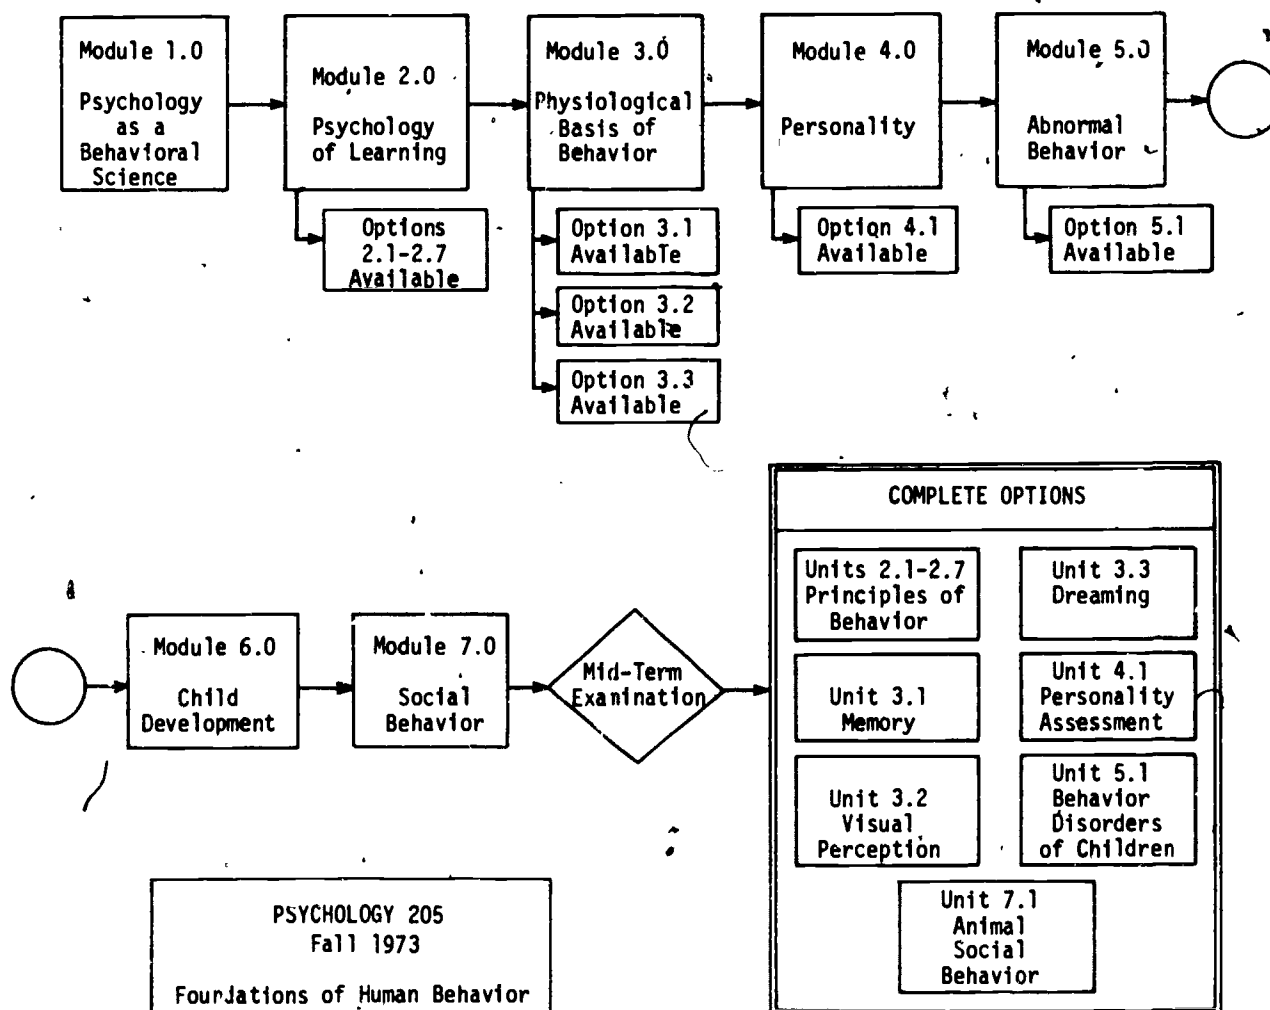 Module 1.0
Psychology
as a
Behavioral
Science
Module 2.0
Psychology
of Learning
Options
2.1-2.7
Available
Module 3.0
Physiological
Basis of
Behavior
Option 3.1
Available
Option 3.2
Available
Option 3.3
Available
Module 4.0
Personality
Option 4.1
Available
Module 5.0
Abnormal
Behavior
Option 5.1
Available
Module 6.0
Child
Development
Module 7.0
Social
Behavior
Mid-Term
Examination
COMPLETE OPTIONS
Units 2.1-2.7
Principles of
Behavior
Unit 3.3
Dreaming
Unit 3.1
Memory
Unit 4.1
Personality
Assessment
Unit 3.2
Visual
Perception
Unit 5.1
Behavior
Disorders
of Children
Unit 7.1
Animal
Social
Behavior
PSYCHOLOGY 205
Fall 1973
Foundations of Human Behavior